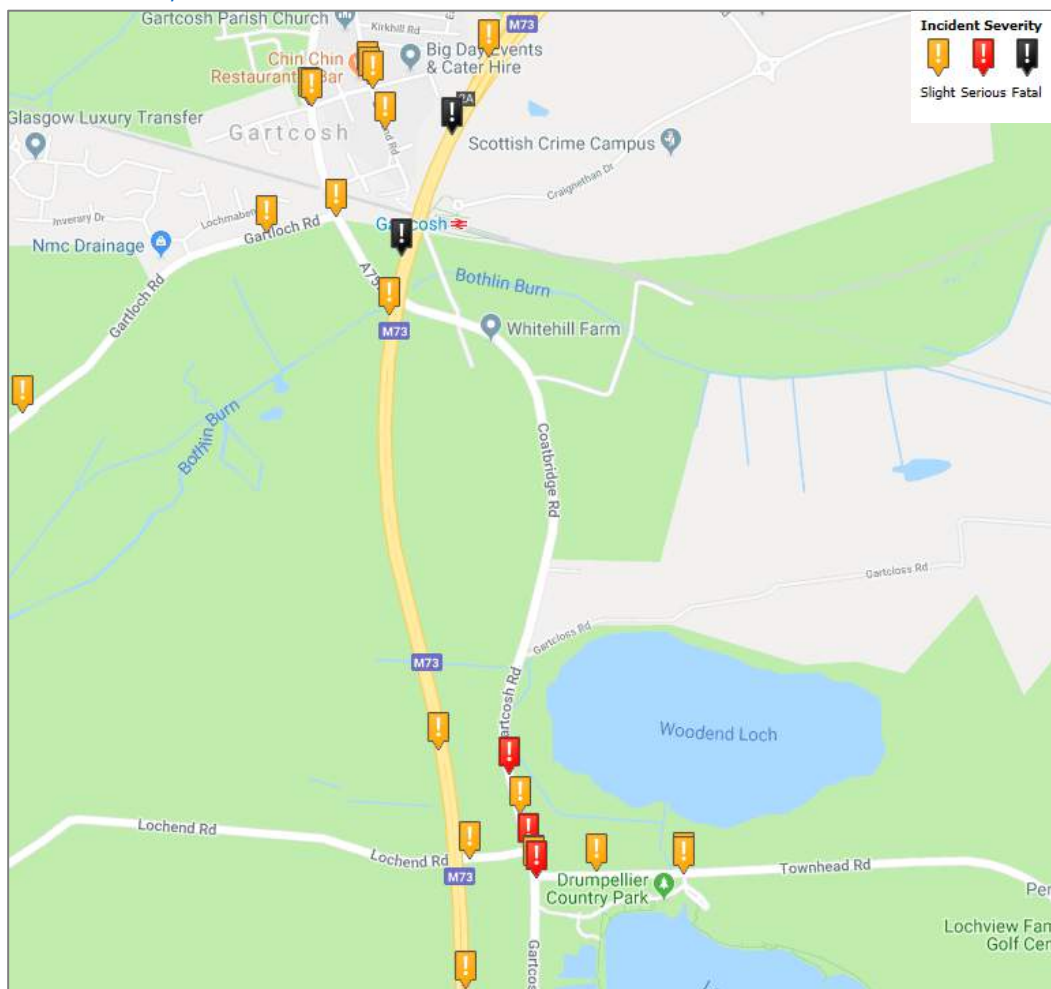 Gartcosh Parish Church
Kirkhill Rd
M73
Incident Severity
Slight Serious Fatal
Chin Chin
Restaurant
Bar
Big Day Events
& Cater Hire
2A
Glasgow Luxury Transfer
Gartcosh
Scottish Crime Campus
Craignethan Dr
Inverary Dr
Lochmaben
Gartloch Rd
Gartcosh
Nmc Drainage
Bothlin Burn
Gartloch Rd
M73
Whitehill Farm
Bothlin Burn
Coatbridge Rd
Gartcloss Rd
Gartcloss Rd
M73
Gartcosh Rd
Woodend Loch
Lochend Rd
Lochend Rd
M73
Townhead Rd
Drumpellier
Country Park
Lochview Fam
Golf Cen
Gartcos